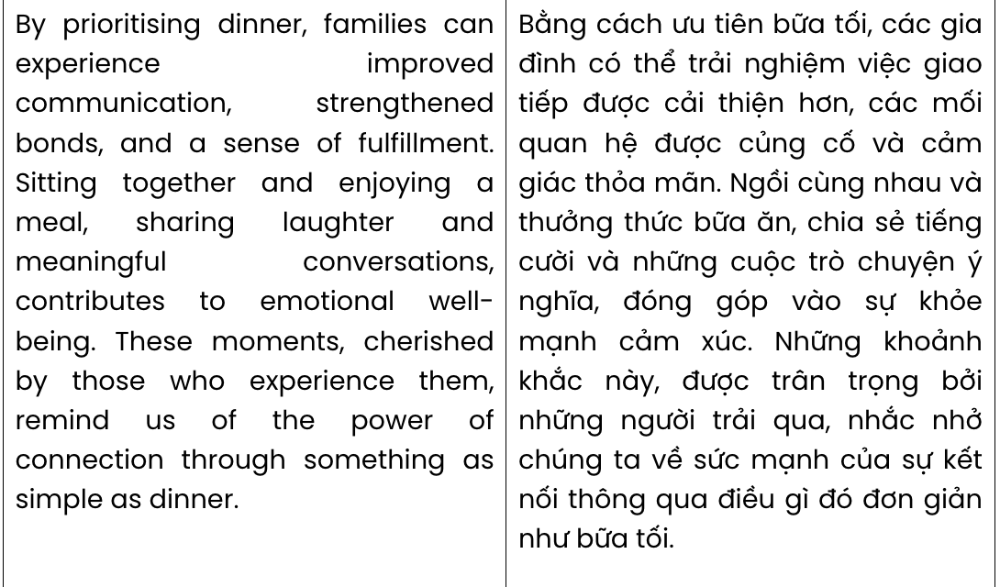 By prioritising dinner, families can
experience improved
communication, strengthened
bonds, and a sense of fulfillment.
Sitting together and enjoying a
meal, sharing laughter and
meaningful conversations,
contributes to emotional well-
being. These moments, cherished
by those who experience them,
remind us of the power of
connection through something as
simple as dinner.
Bằng cách ưu tiên bữa tối, các gia
đình có thể trải nghiệm việc giao
tiếp được cải thiện hơn, các mối
quan hệ được củng cố và cảm
giác thỏa mãn. Ngồi cùng nhau và
thưởng thức bữa ăn, chia sẻ tiếng
cười và những cuộc trò chuyện ý
nghĩa, đóng góp vào sự khỏe
mạnh cảm xúc. Những khoảnh
khắc này, được trân trọng bởi
những người trải qua, nhắc nhở
chúng ta về sức mạnh của sự kết
nối thông qua điều gì đó đơn giản
như bữa tối.